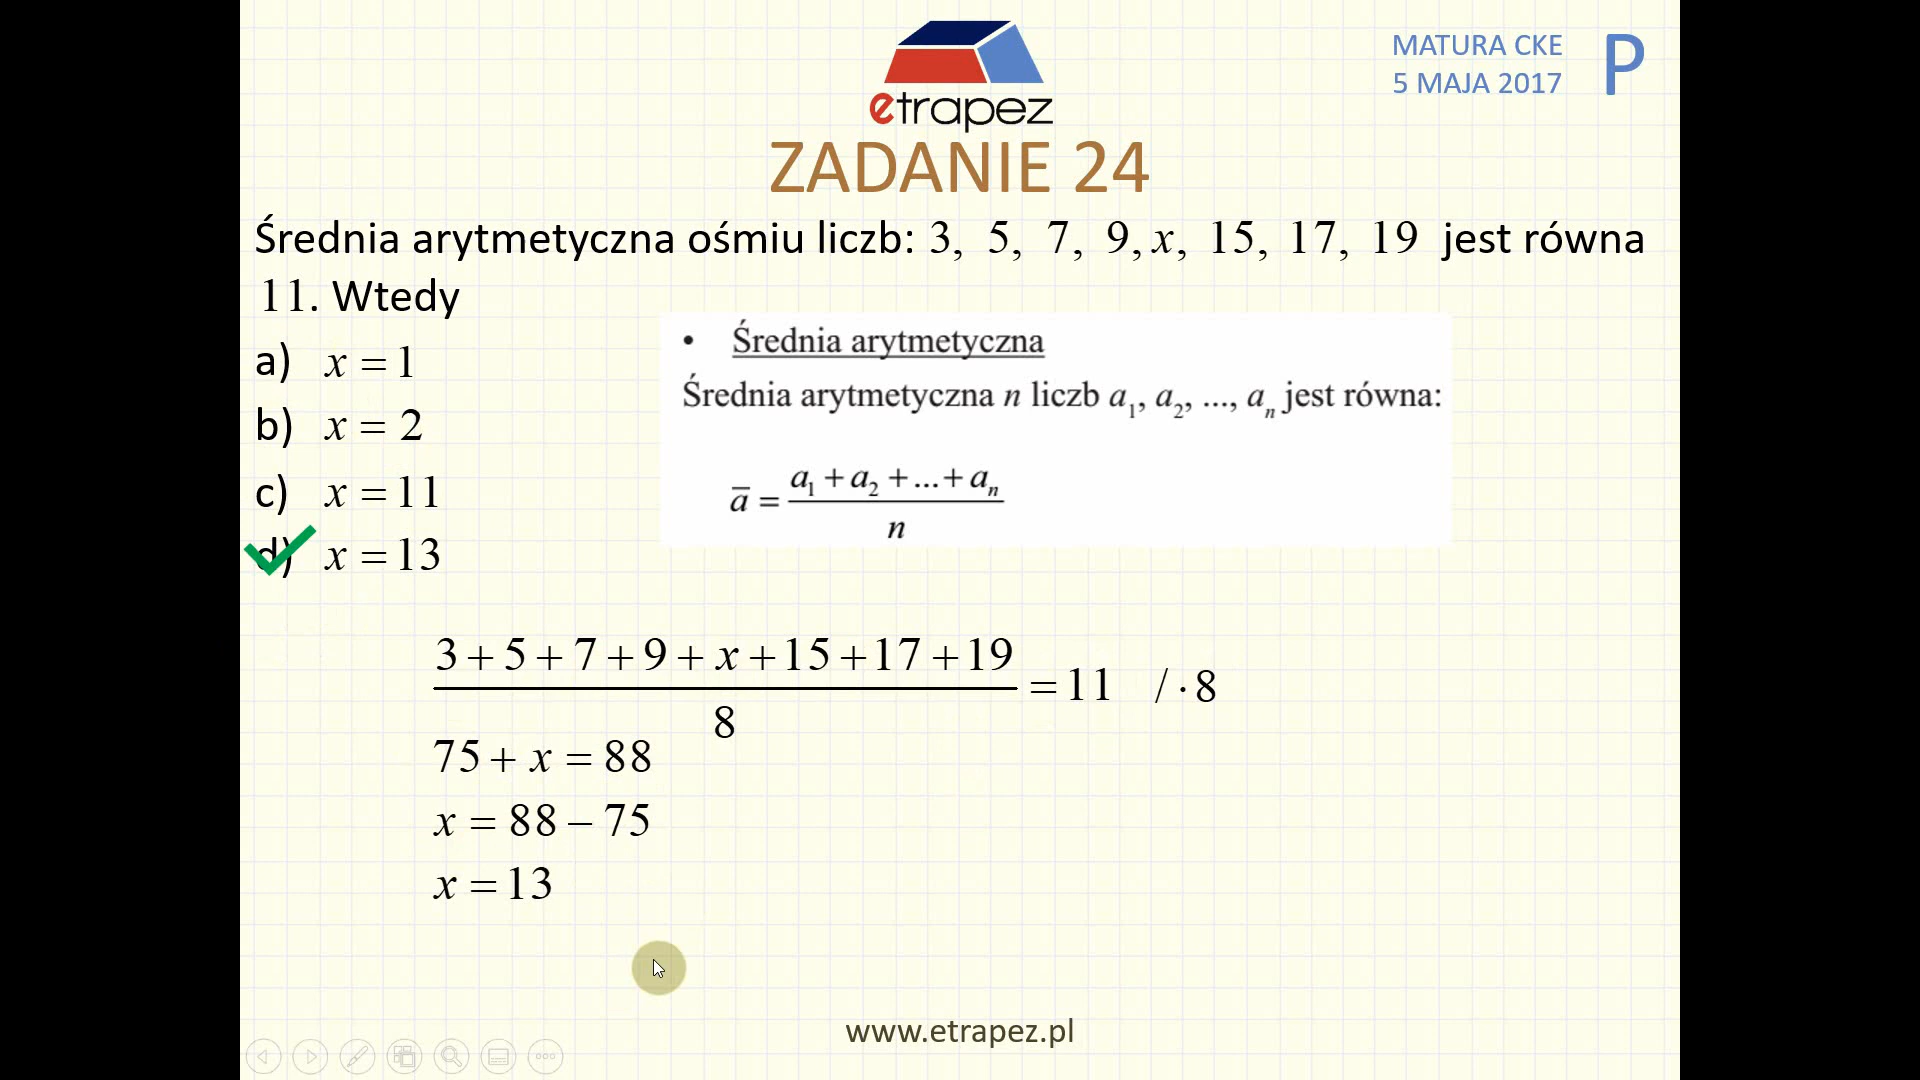 etrapez
MATURA CKE
5 MAJA 2017
P
ZADANIE 24
Średnia arytmetyczna ośmiu liczb: 3, 5, 7, 9, x, 15, 17, 19 jest równa
11. Wtedy
a) x = 1
b) x = 2
c) x = 11
d) x = 13
• Średnia arytmetyczna
Średnia arytmetyczna n liczb a₁, a₂, ..., aₙ jest równa:
a̅ = (a₁ + a₂ + ... + aₙ) / n
(3 + 5 + 7 + 9 + x + 15 + 17 + 19) / 8 = 11 / · 8
75 + x = 88
x = 88 − 75
x = 13
www.etrapez.pl